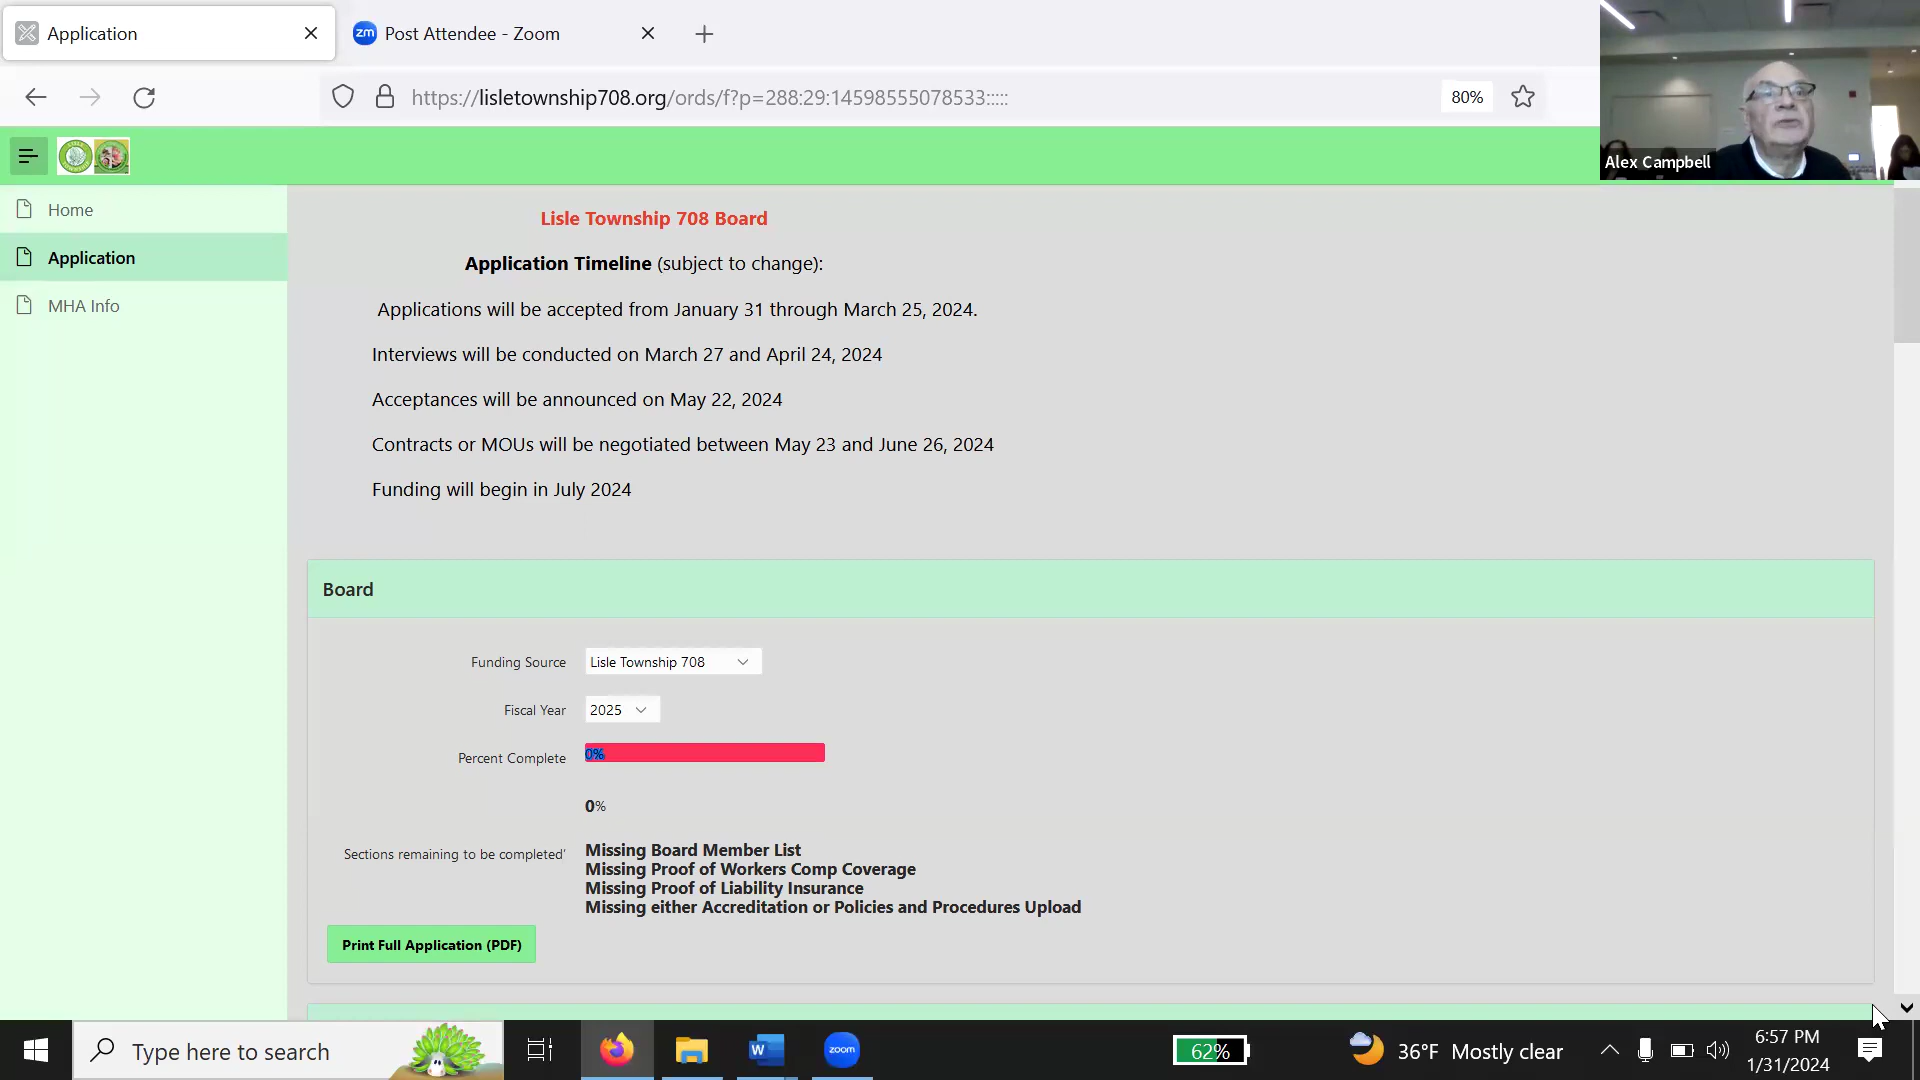 Application
zm Post Attendee - Zoom
https://lisletownship708.org/ords/f?p=288:29:14598555078533:::::
80%
Alex Campbell
Home
Application
MHA Info
Lisle Township 708 Board
Application Timeline (subject to change):
Applications will be accepted from January 31 through March 25, 2024.
Interviews will be conducted on March 27 and April 24, 2024
Acceptances will be announced on May 22, 2024
Contracts or MOUs will be negotiated between May 23 and June 26, 2024
Funding will begin in July 2024
Board
Funding Source Lisle Township 708
Fiscal Year 2025
Percent Complete 0%
0%
Sections remaining to be completed' Missing Board Member List
Missing Proof of Workers Comp Coverage
Missing Proof of Liability Insurance
Missing either Accreditation or Policies and Procedures Upload
Print Full Application (PDF)
Type here to search
W
zoom
62%
36°F Mostly clear
6:57 PM
1/31/2024